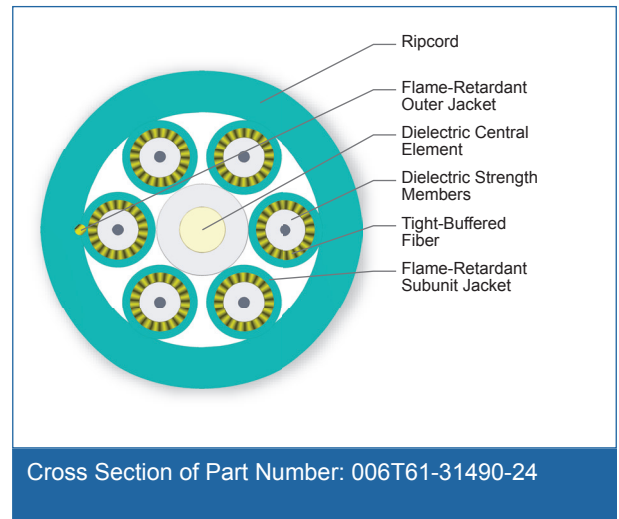 Ripcord
Flame-Retardant
Outer Jacket
Dielectric Central
Element
Dielectric Strength
Members
Tight-Buffered
Fiber
Flame-Retardant
Subunit Jacket
Cross Section of Part Number: 006T61-31490-24